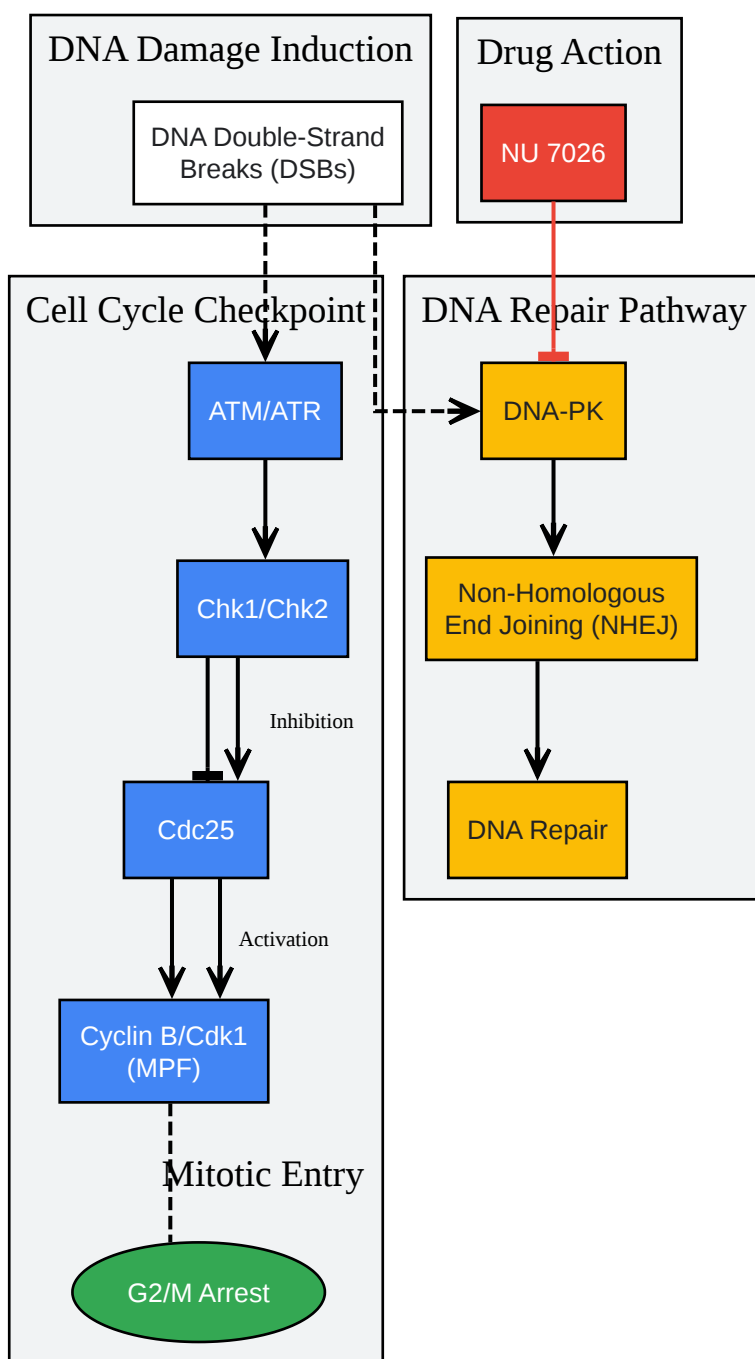 DNA Damage Induction
DNA Double-Strand
Breaks (DSBs)
Drug Action
NU 7026
Cell Cycle Checkpoint
ATM/ATR
Chk1/Chk2
Inhibition
Cdc25
Activation
Cyclin B/Cdk1
(MPF)
Mitotic Entry
G2/M Arrest
DNA Repair Pathway
DNA-PK
Non-Homologous
End Joining (NHEJ)
DNA Repair